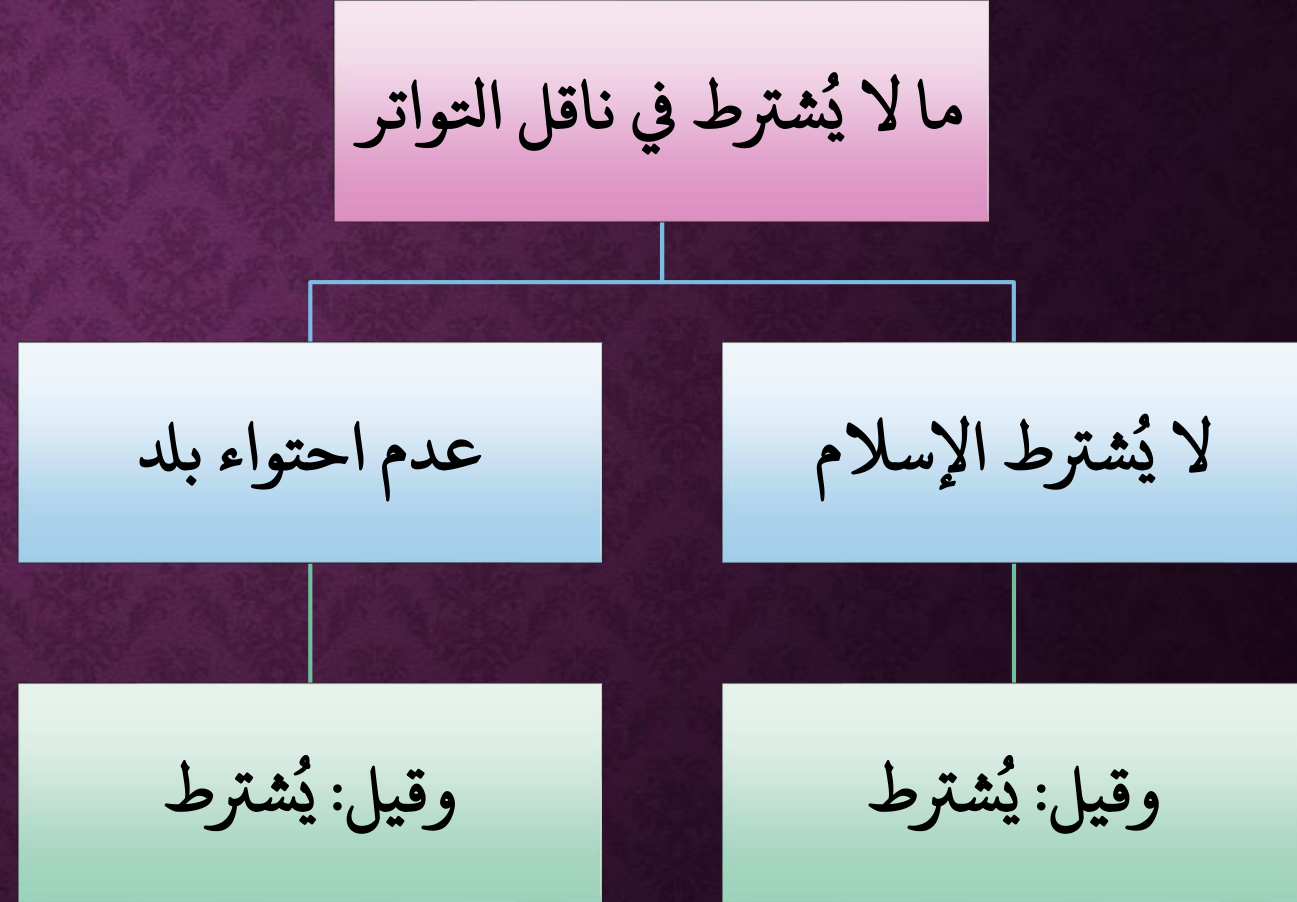 ما لا يُشترط في ناقل التواتر
لا يُشترط الإسلام
عدم احتواء بلد
وقيل: يُشترط
وقيل: يُشترط